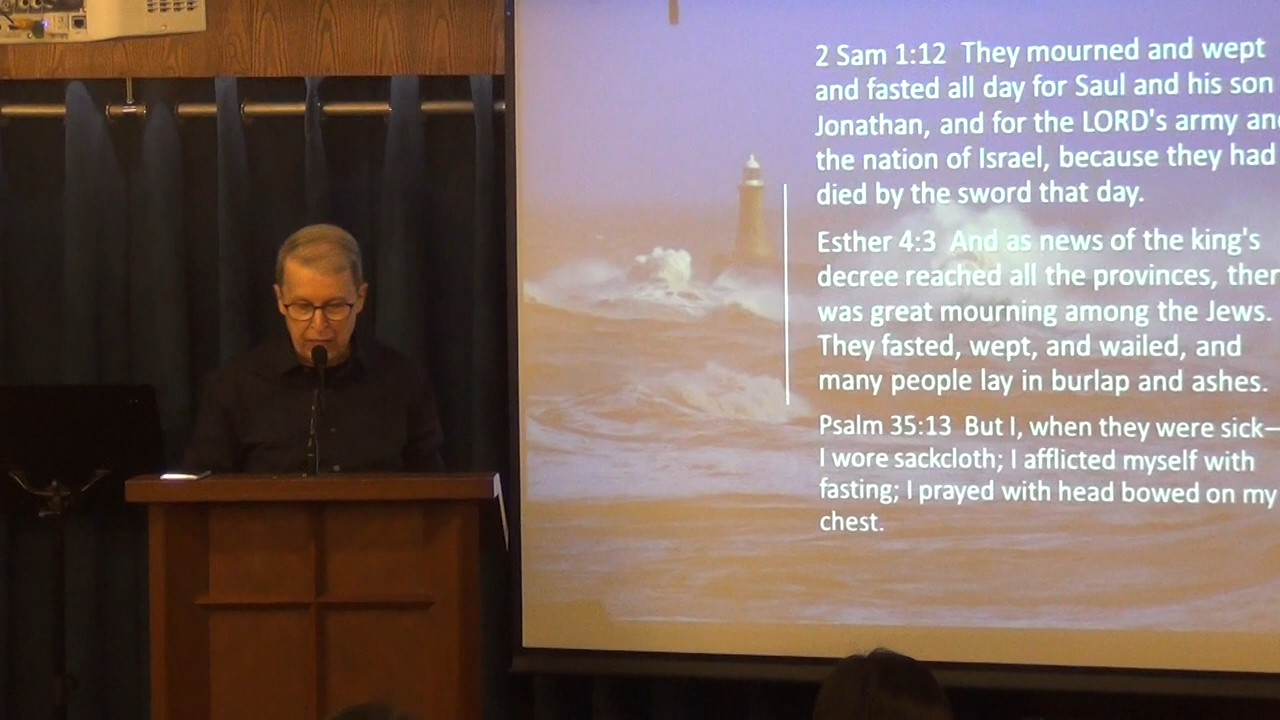 2 Sam 1:12 They mourned and wept
and fasted all day for Saul and his son
Jonathan, and for the LORD's army an
the nation of Israel, because they had
died by the sword that day.
Esther 4:3 And as news of the king's
decree reached all the provinces, ther
was great mourning among the Jews.
They fasted, wept, and wailed, and
many people lay in burlap and ashes.
Psalm 35:13 But I, when they were sick—
I wore sackcloth; I afflicted myself with
fasting; I prayed with head bowed on my
chest.